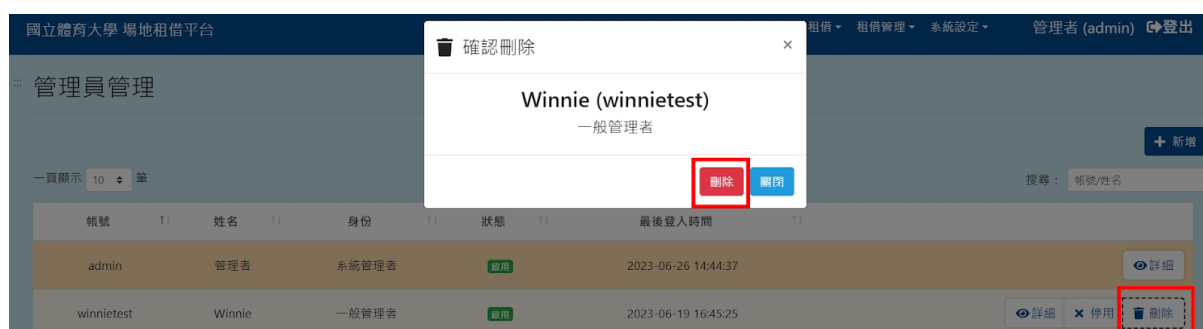 國立體育大學 場地租借平台
租借 租借管理 系統設定 管理者 (admin) 登出
確認刪除 ×
管理員管理
Winnie (winnietest)
一般管理者
新增
刪除 關閉
一頁顯示 10 筆 搜尋： 帳號/姓名
帳號 姓名 身份 狀態 最後登入時間
admin 管理者 系統管理者 啟用 2023-06-26 14:44:37 詳細
winnietest Winnie 一般管理者 啟用 2023-06-19 16:45:25 詳細 停用 刪除